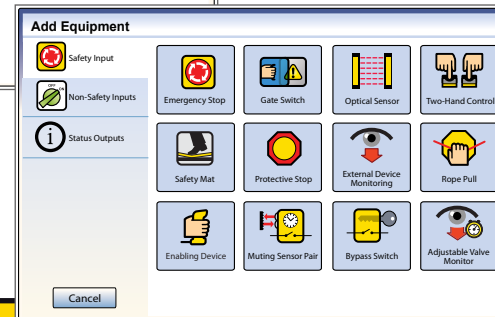 Add Equipment
Safety Input
OFF
ON
Non-Safety Inputs
i
Status Outputs
Emergency Stop
Gate Switch
Optical Sensor
Two-Hand Control
Safety Mat
Protective Stop
External Device
Monitoring
Rope Pull
Enabling Device
Muting Sensor Pair
Bypass Switch
Adjustable Valve
Monitor
Cancel